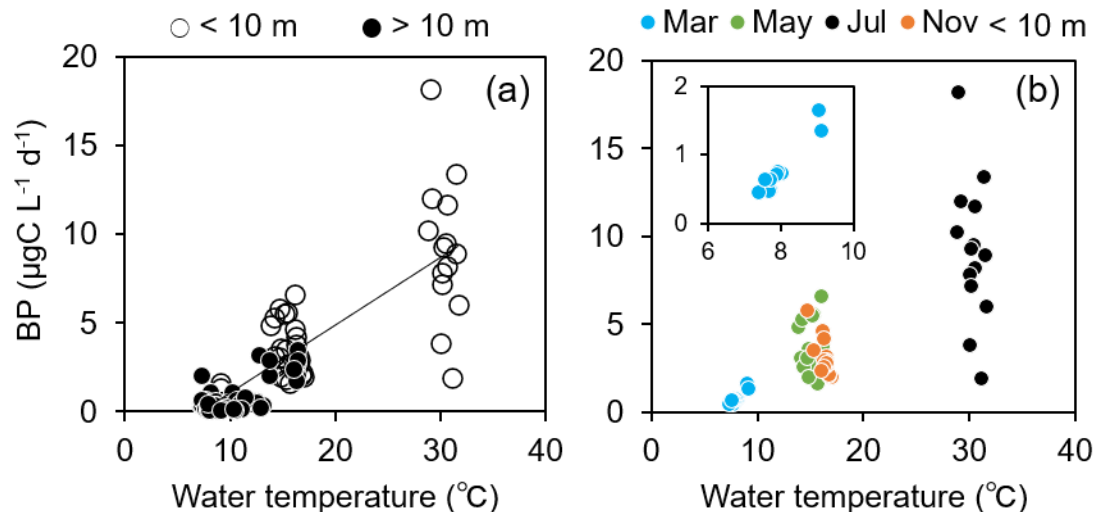 < 10 m > 10 m
(a)
20
15
10
5
0
0 10 20 30 40
BP (µgC L⁻¹ d⁻¹)
Water temperature (℃)
Mar May Jul Nov < 10 m
(b)
20
15
10
5
0
0 10 20 30 40
2
1
0
6 8 10
Water temperature (℃)